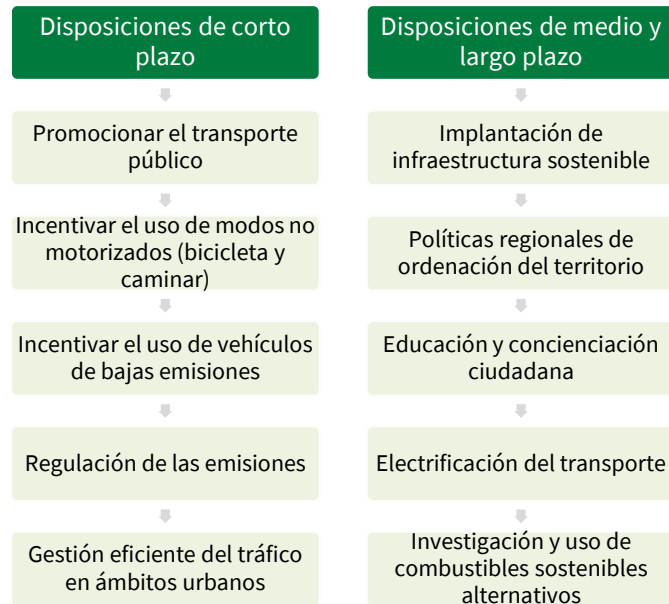 Disposiciones de corto
plazo
Promocionar el transporte
público
Incentivar el uso de modos no
motorizados (bicicleta y
caminar)
Incentivar el uso de vehículos
de bajas emisiones
Regulación de las emisiones
Gestión eficiente del tráfico
en ámbitos urbanos
Disposiciones de medio y
largo plazo
Implantación de
infraestructura sostenible
Políticas regionales de
ordenación del territorio
Educación y concienciación
ciudadana
Electrificación del transporte
Investigación y uso de
combustibles sostenibles
alternativos